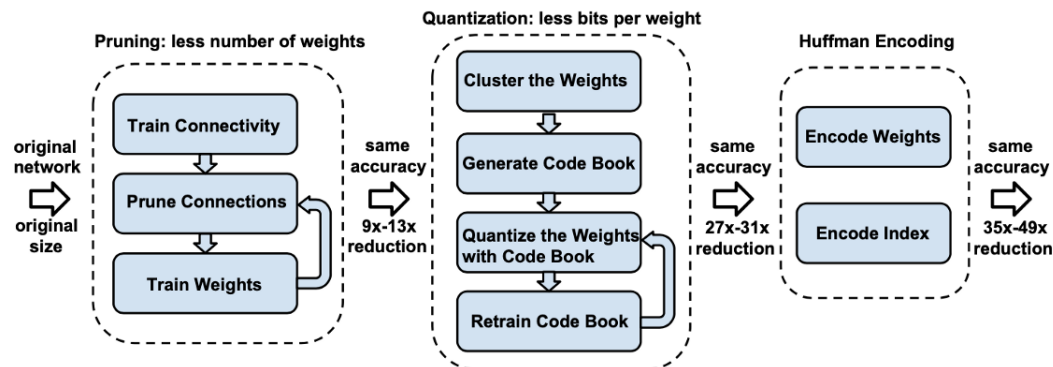 Pruning: less number of weights
Train Connectivity
Prune Connections
Train Weights
original
network
original
size
same
accuracy
9x-13x
reduction
Quantization: less bits per weight
Cluster the Weights
Generate Code Book
Quantize the Weights
with Code Book
Retrain Code Book
same
accuracy
27x-31x
reduction
Huffman Encoding
Encode Weights
Encode Index
same
accuracy
35x-49x
reduction